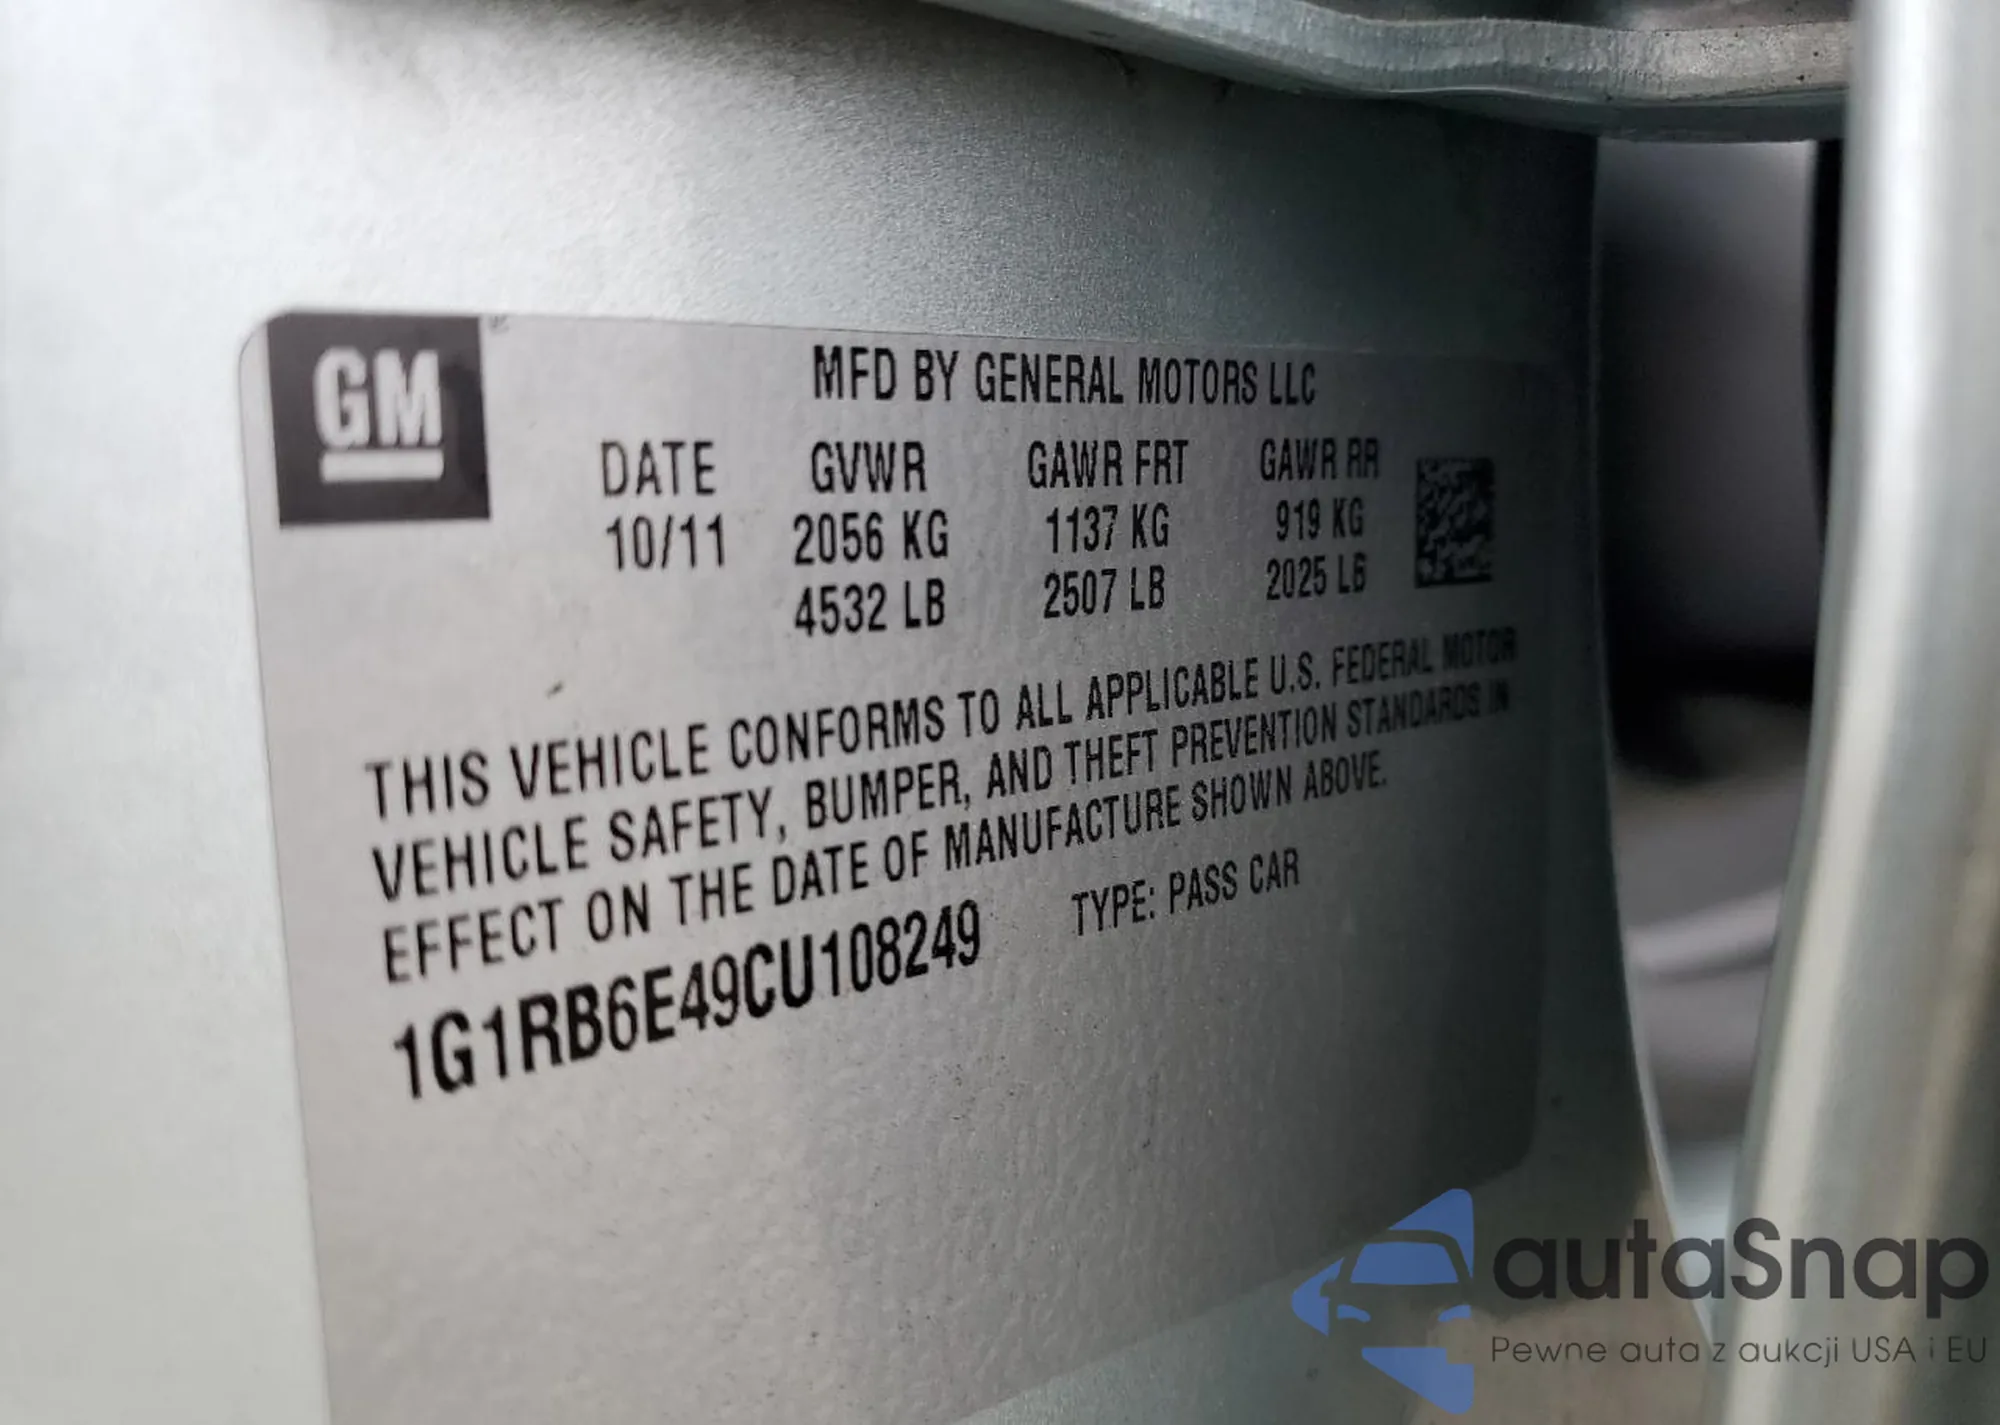 GM
MFD BY GENERAL MOTORS LLC
DATE GVWR GAWR FRT GAWR RR
10/11 2056 KG 1137 KG 919 KG
4532 LB 2507 LB 2025 LB
THIS VEHICLE CONFORMS TO ALL APPLICABLE U.S. FEDERAL MOTOR
VEHICLE SAFETY, BUMPER, AND THEFT PREVENTION STANDARDS IN
EFFECT ON THE DATE OF MANUFACTURE SHOWN ABOVE.
1G1RB6E49CU108249 TYPE: PASS CAR
autaSnap
Pewne auta z aukcji USA i EU